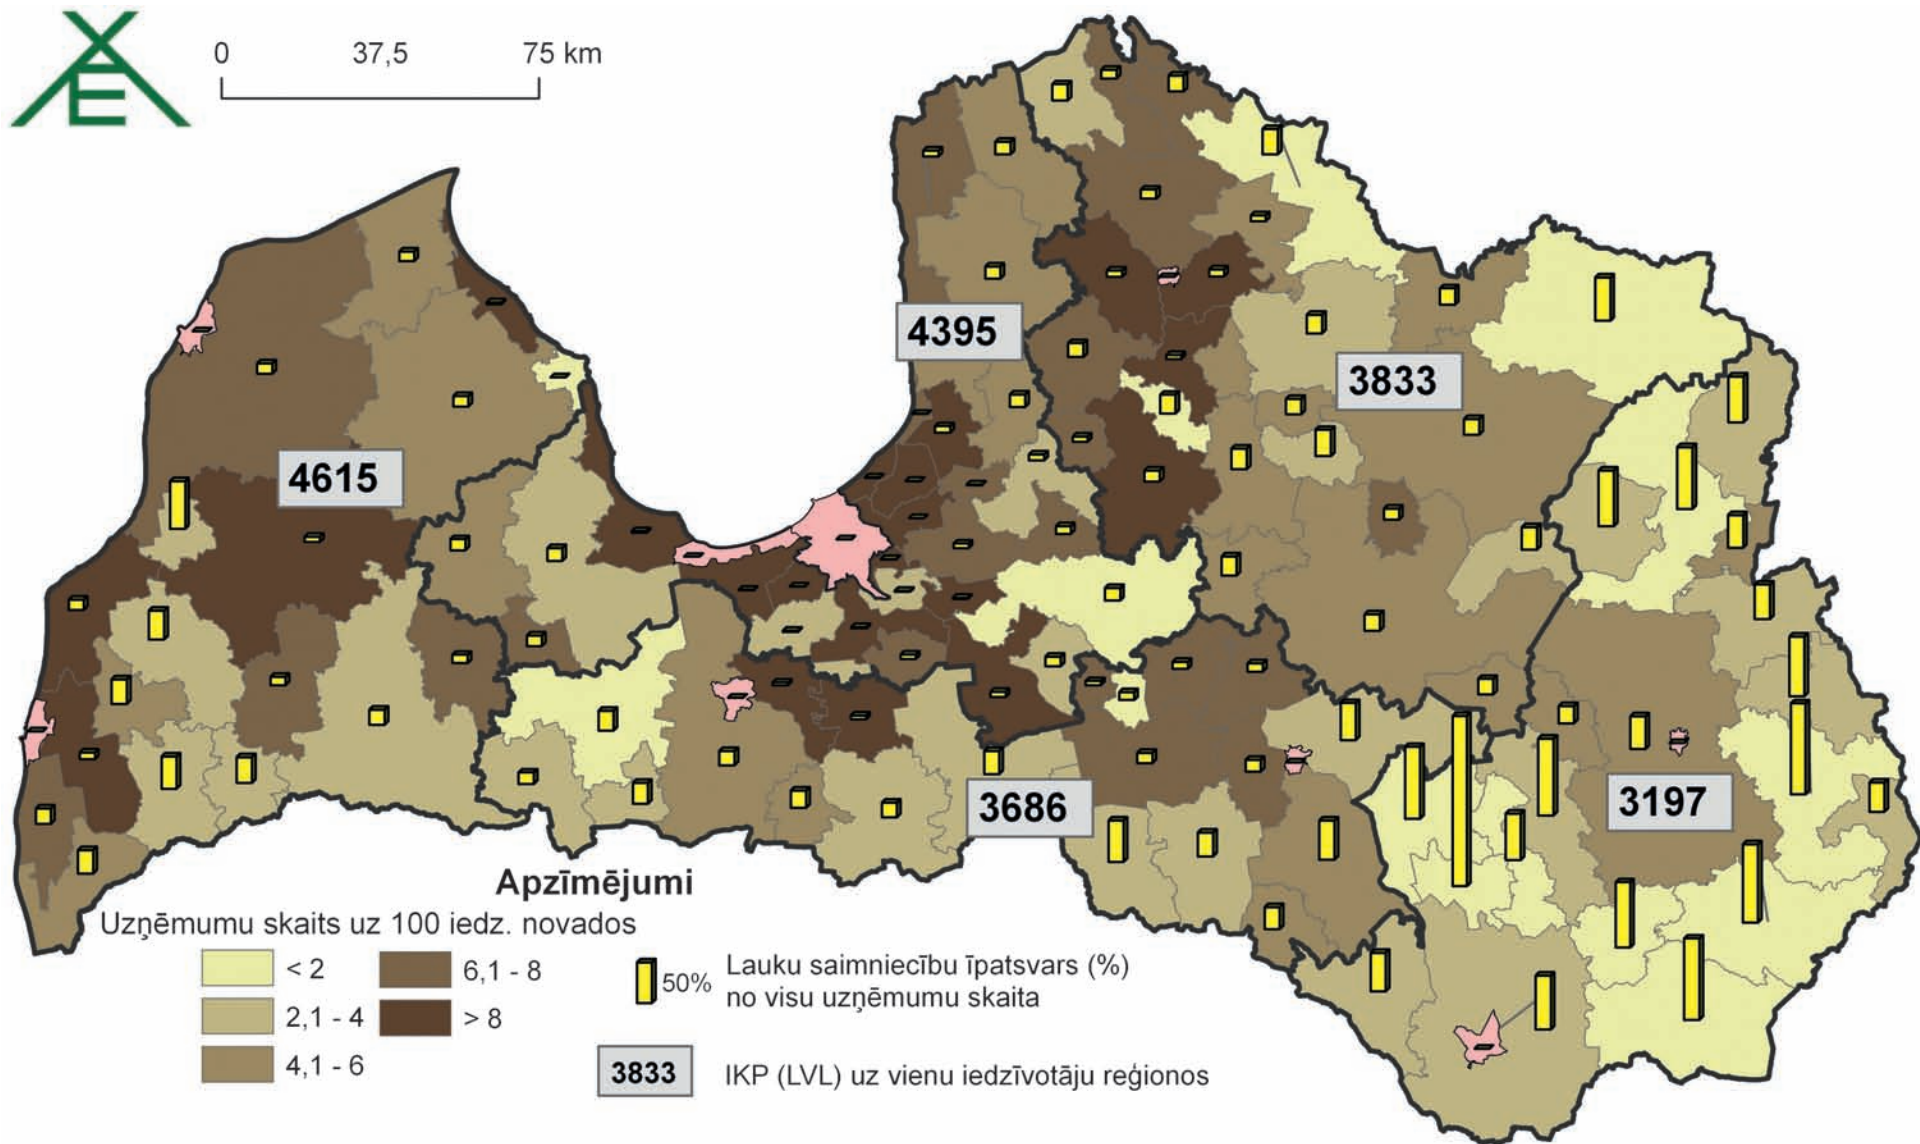 0 37,5 75 km
4395
3833
4615
3686
3197
Apzīmējumi
Uzņēmumu skaits uz 100 iedz. novados
< 2
6,1 - 8
2,1 - 4
> 8
4,1 - 6
50%
Lauku saimniecību īpatsvars (%)
no visu uzņēmumu skaita
3833
IKP (LVL) uz vienu iedzīvotāju reģionos